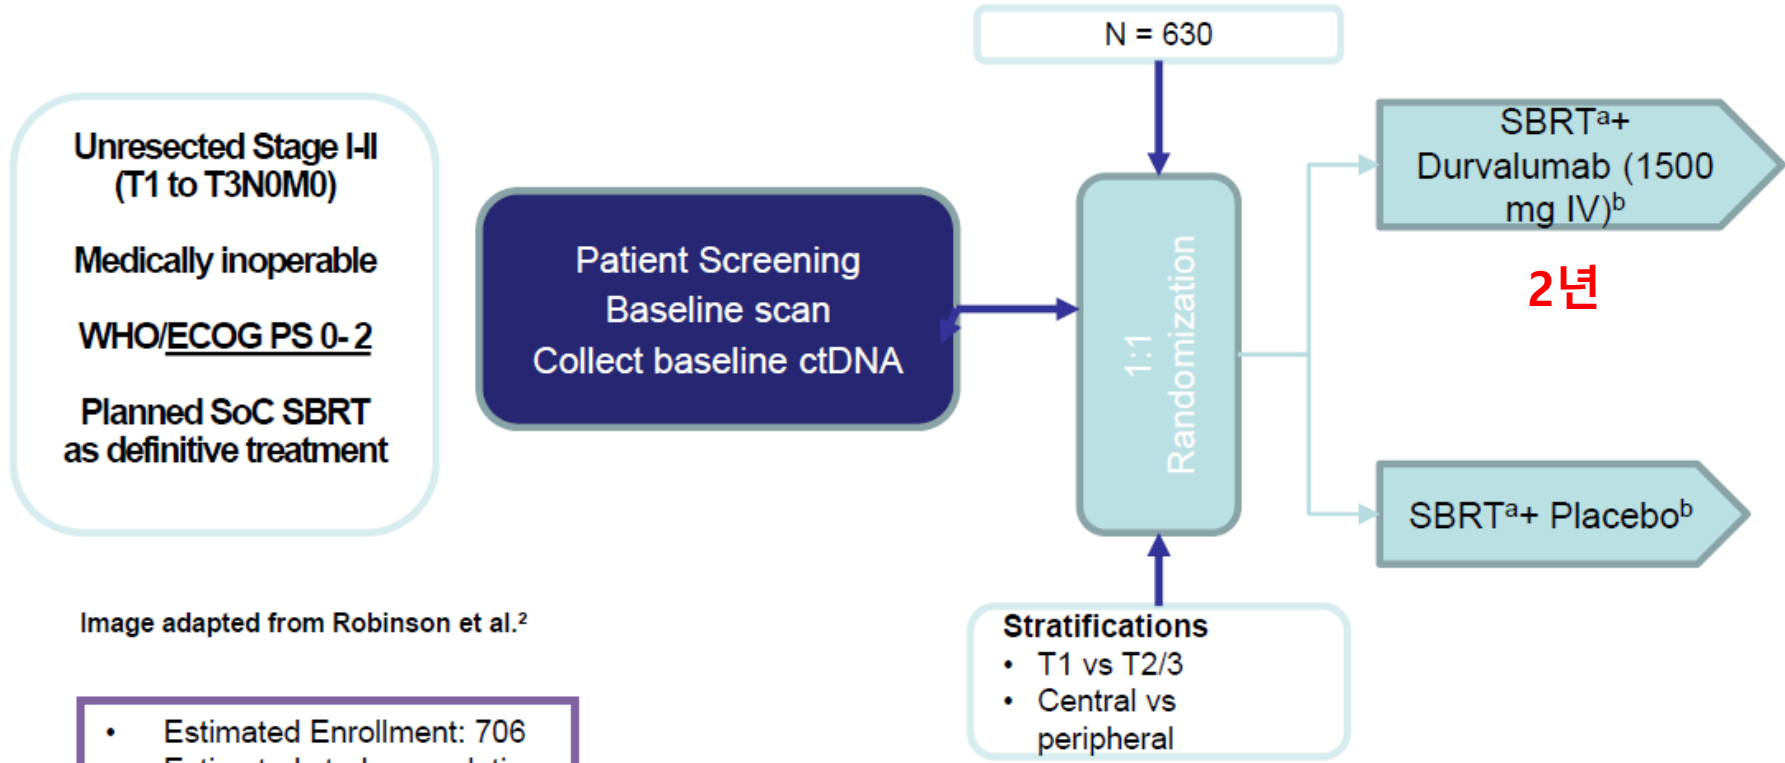 N = 630
Unresected Stage I-II
(T1 to T3N0M0)
Medically inoperable
WHO/ECOG PS 0- 2
Planned SoC SBRT
as definitive treatment
Patient Screening
Baseline scan
Collect baseline ctDNA
1:1
Randomization
SBRTᵃ+
Durvalumab (1500
mg IV)ᵇ
2년
SBRTᵃ+ Placeboᵇ
Stratifications
• T1 vs T2/3
• Central vs
peripheral
Image adapted from Robinson et al.²
• Estimated Enrollment: 706